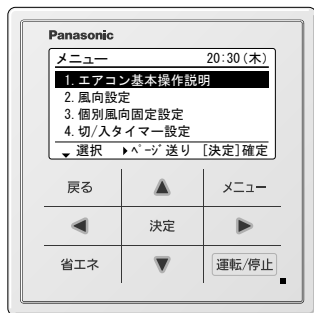 Panasonic
メニュー 20:30(木)
1. エアコン基本操作説明
2. 風向設定
3. 個別風向固定設定
4. 切/入タイマー設定
選択 ▸ページ送り [決定]確定
戻る ▲ メニュー
◀ 決定 ▶
省エネ ▼ 運転/停止